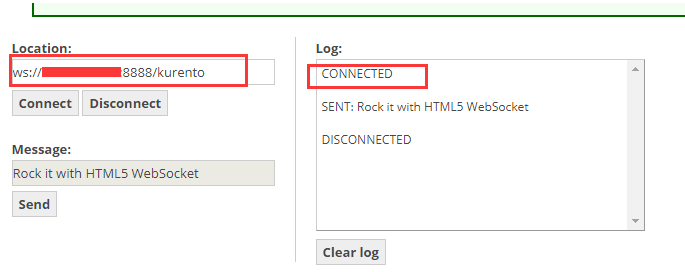 Location:
ws://:8888/kurento
Connect Disconnect
Message:
Rock it with HTML5 WebSocket
Send
Log:
CONNECTED
SENT: Rock it with HTML5 WebSocket
DISCONNECTED
Clear log